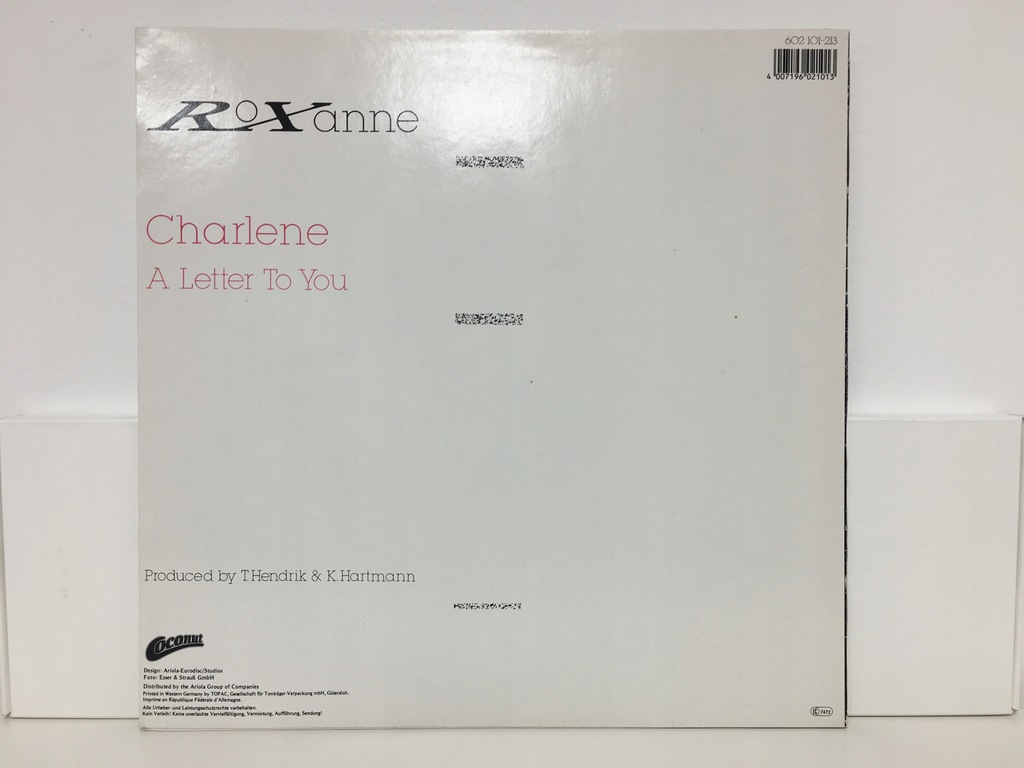 602 101-213
4 007196 021013
Roxanne
Charlene
A Letter To You
Produced by T.Hendrik & K.Hartmann
Coconut
Design: Ariola-Eurodisc/Studios
Foto: Esser & Strauß GmbH
Distributed by the Ariola Group of Companies
Printed in Western Germany by TOPAC, Gesellschaft für Tonträger-Verpackung mbH, Gütersloh.
Imprimé en République Fédérale d'Allemagne.
Alle Urheber- und Leistungsschutzrechte vorbehalten.
Kein Verleih! Keine unerlaubte Vervielfältigung, Vermietung, Aufführung, Sendung!
LC 7472